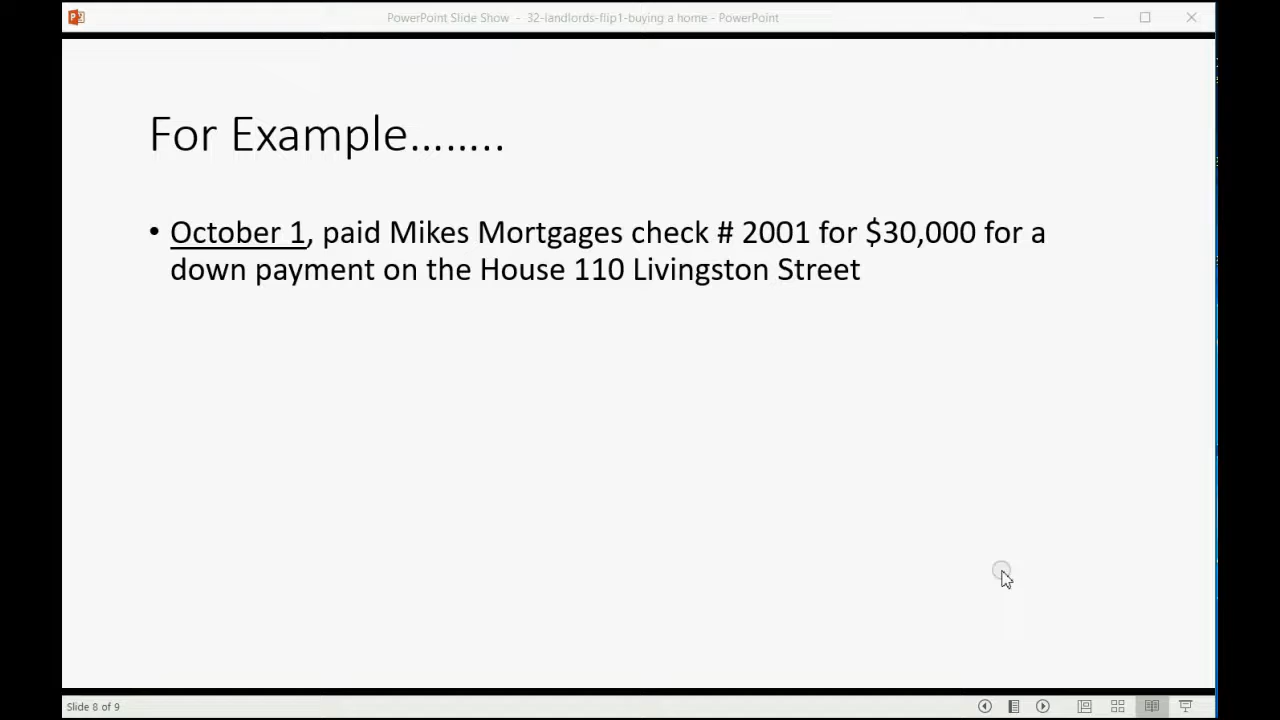 PowerPoint Slide Show - 32-landlords-flip1-buying a home - PowerPoint
For Example........
• October 1, paid Mikes Mortgages check # 2001 for $30,000 for a
down payment on the House 110 Livingston Street
Slide 8 of 9